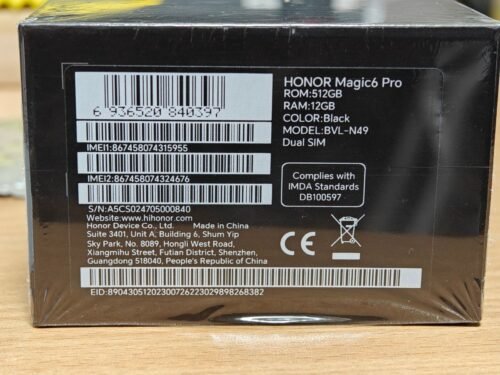 HONOR Magic6 Pro
ROM:512GB
RAM:12GB
COLOR:Black
MODEL:BVL-N49
Dual SIM
6 936520 840397
IMEI1:867458074315955
IMEI2:867458074324676
S/N:A5CS024705000840
Website:www.hihonor.com
Honor Device Co., Ltd. Made in China
Suite 3401, Unit A, Building 6, Shum Yip
Sky Park, No. 8089, Hongli West Road,
Xiangmihu Street, Futian District, Shenzhen,
Guangdong 518040, People's Republic of China
Complies with
IMDA Standards
DB100597
CE
EID:89043051202300726223029898268382